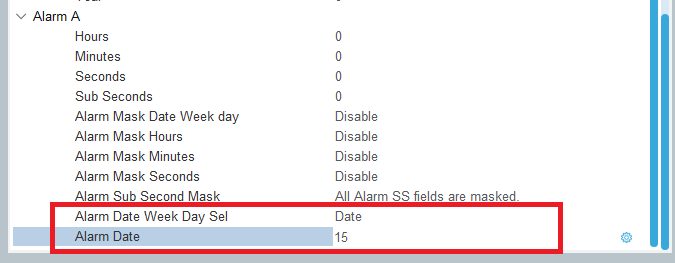 Alarm A
Hours 0
Minutes 0
Seconds 0
Sub Seconds 0
Alarm Mask Date Week day Disable
Alarm Mask Hours Disable
Alarm Mask Minutes Disable
Alarm Mask Seconds Disable
Alarm Sub Second Mask All Alarm SS fields are masked.
Alarm Date Week Day Sel Date
Alarm Date 15